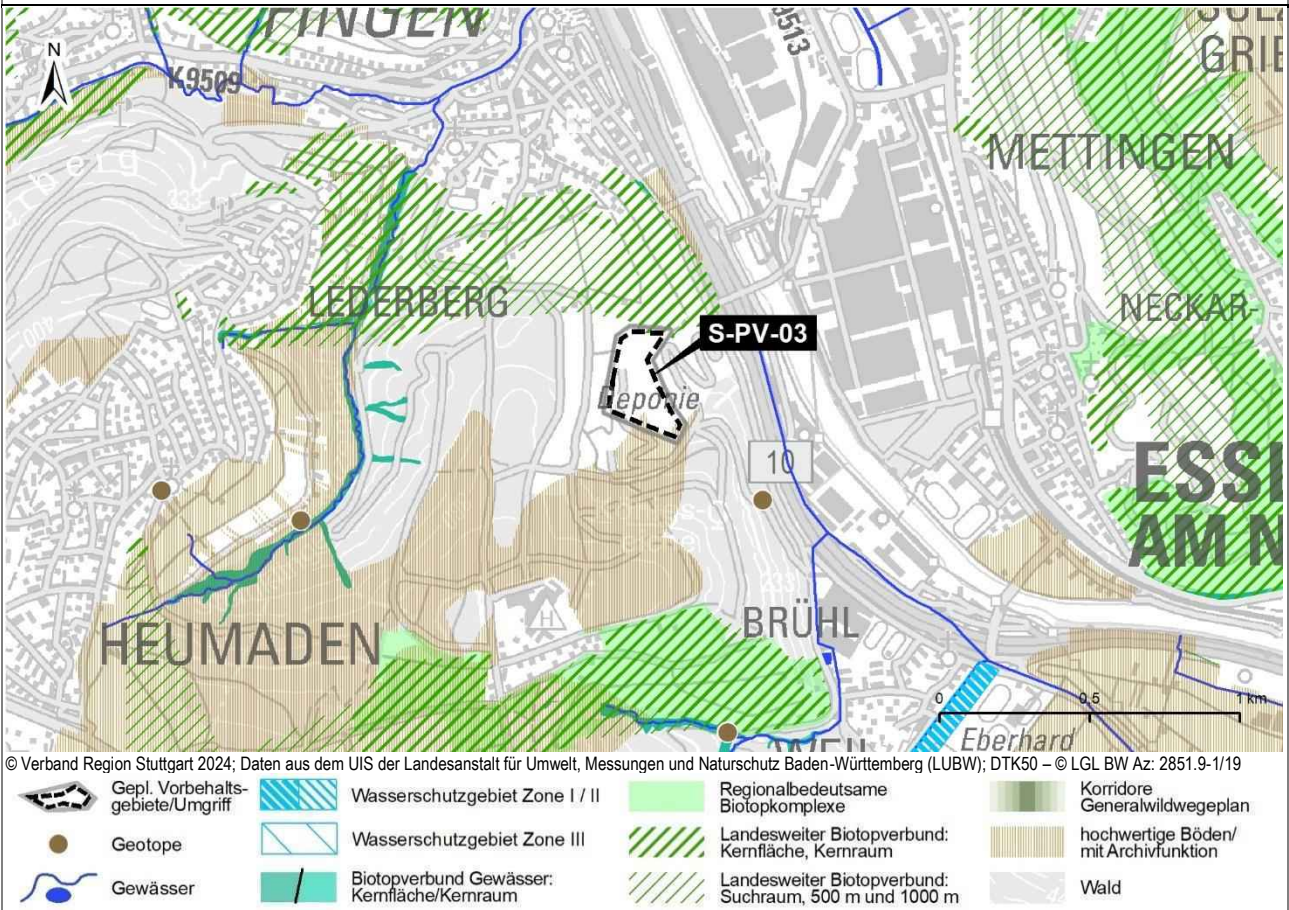 FINGEN
9513
GRIE
N
K9509
METTINGEN
333
LEDERBERG
NECKAR-
S-PV-03
Deponie
10
ESS
AM N
BRÜHL
HEUMADEN
0 0,5 1 km
Eberhard
WEIL
© Verband Region Stuttgart 2024; Daten aus dem UIS der Landesanstalt für Umwelt, Messungen und Naturschutz Baden-Württemberg (LUBW); DTK50 – © LGL BW Az: 2851.9-1/19
Gepl. Vorbehalts-
gebiete/Umgriff
Wasserschutzgebiet Zone I / II
Regionalbedeutsame
Biotopkomplexe
Korridore
Generalwildwegeplan
Geotope
Wasserschutzgebiet Zone III
Landesweiter Biotopverbund:
Kernfläche, Kernraum
hochwertige Böden/
mit Archivfunktion
Gewässer
Biotopverbund Gewässer:
Kernfläche/Kernraum
Landesweiter Biotopverbund:
Suchraum, 500 m und 1000 m
Wald